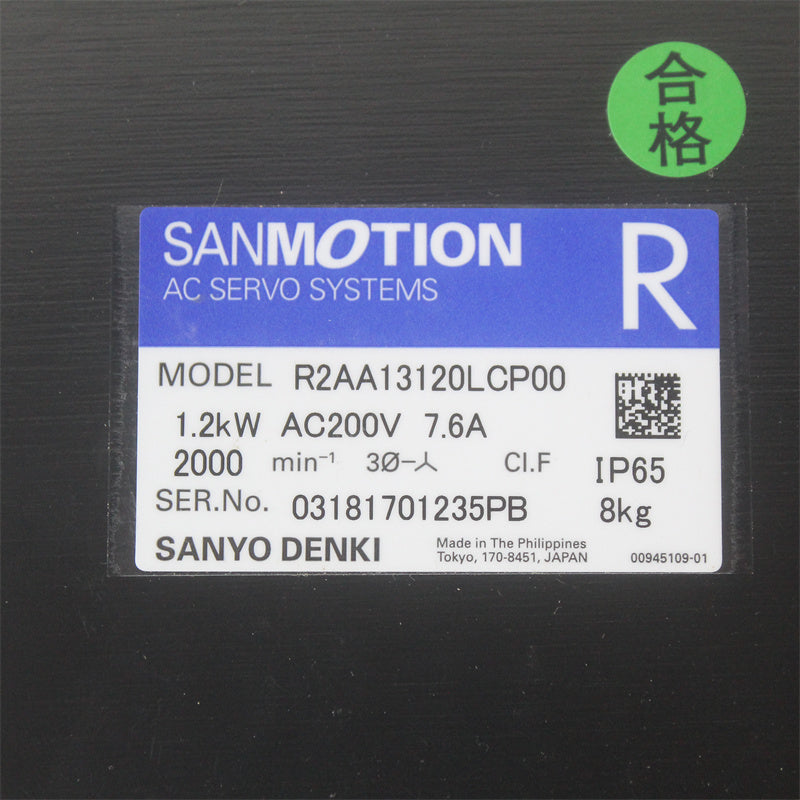 合
格
SANMOTION R
AC SERVO SYSTEMS
MODEL R2AA13120LCP00
1.2kW AC200V 7.6A
2000 min⁻¹ 3Ø-人 CI.F IP65
SER.No. 03181701235PB 8kg
SANYO DENKI
Made in The Philippines
Tokyo, 170-8451, JAPAN
00945109-01